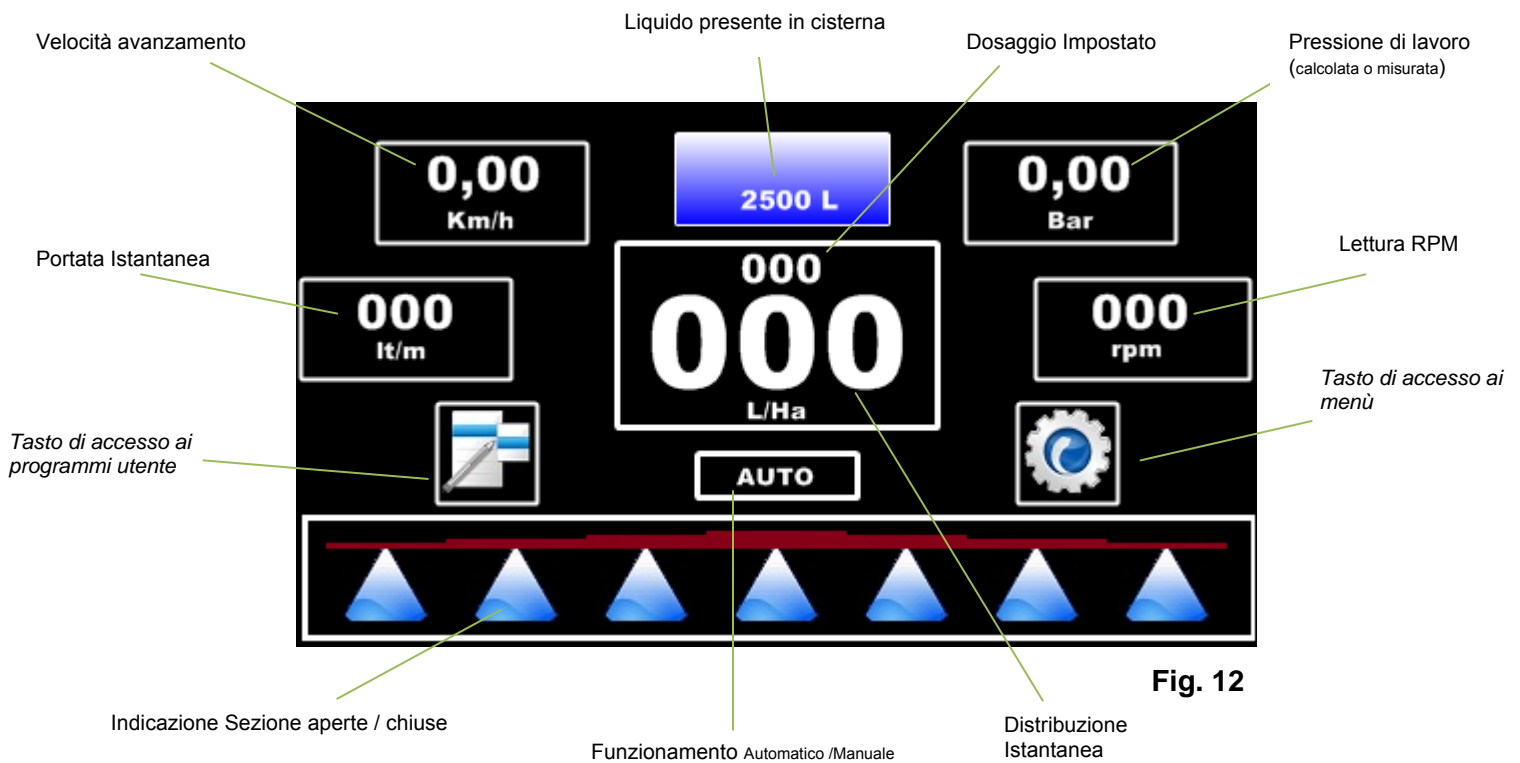 Liquido presente in cisterna
Velocità avanzamento
Dosaggio Impostato
Pressione di lavoro
(calcolata o misurata)
0,00
Km/h
2500 L
0,00
Bar
Portata Istantanea
Lettura RPM
000
lt/m
000
000
L/Ha
000
rpm
Tasto di accesso ai
menù
Tasto di accesso ai
programmi utente
AUTO
Fig. 12
Indicazione Sezione aperte / chiuse
Funzionamento Automatico /Manuale
Distribuzione
Istantanea